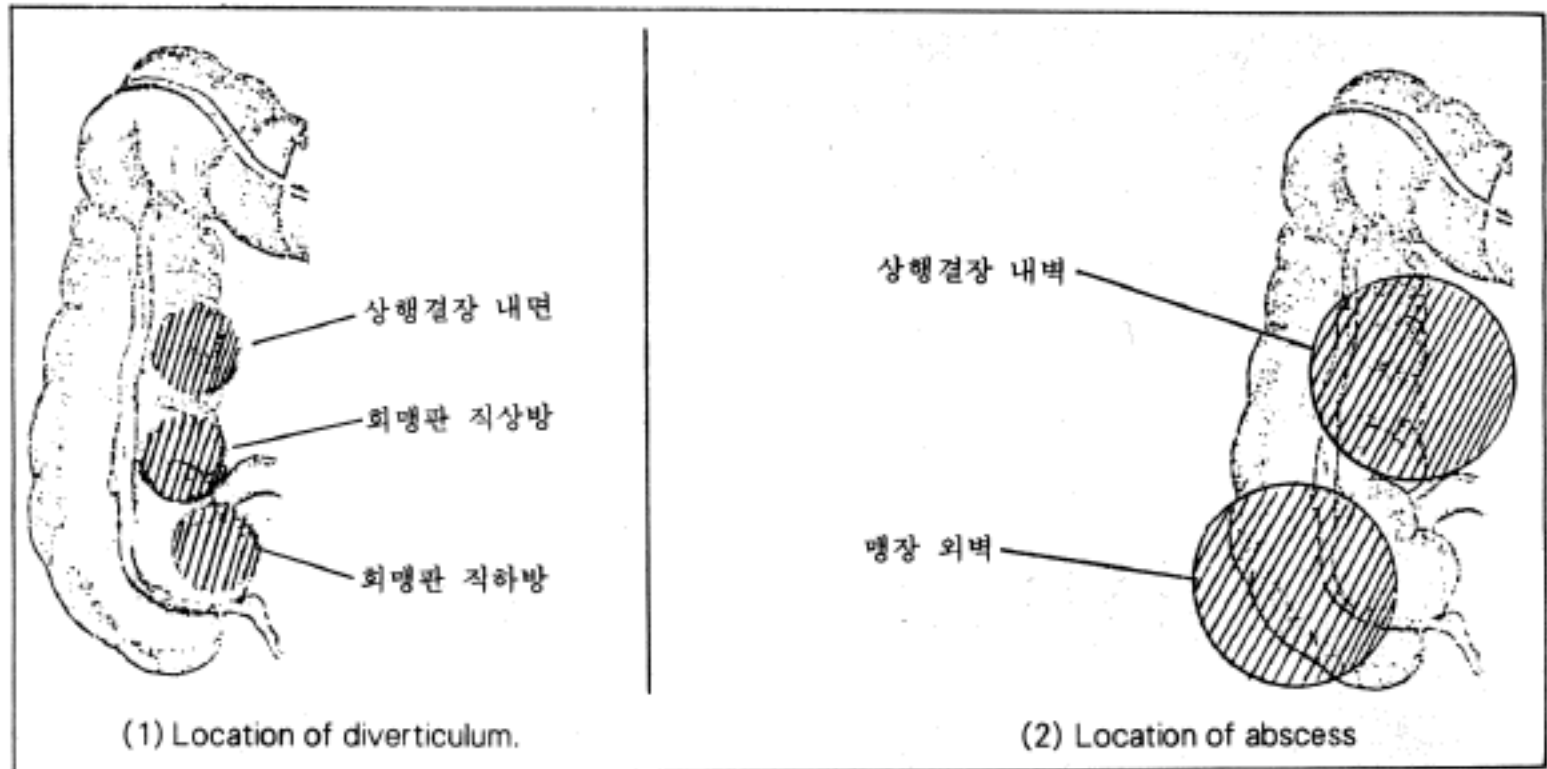 상행결장 내면
회맹판 직상방
회맹판 직하방
(1) Location of diverticulum.
상행결장 내벽
맹장 외벽
(2) Location of abscess